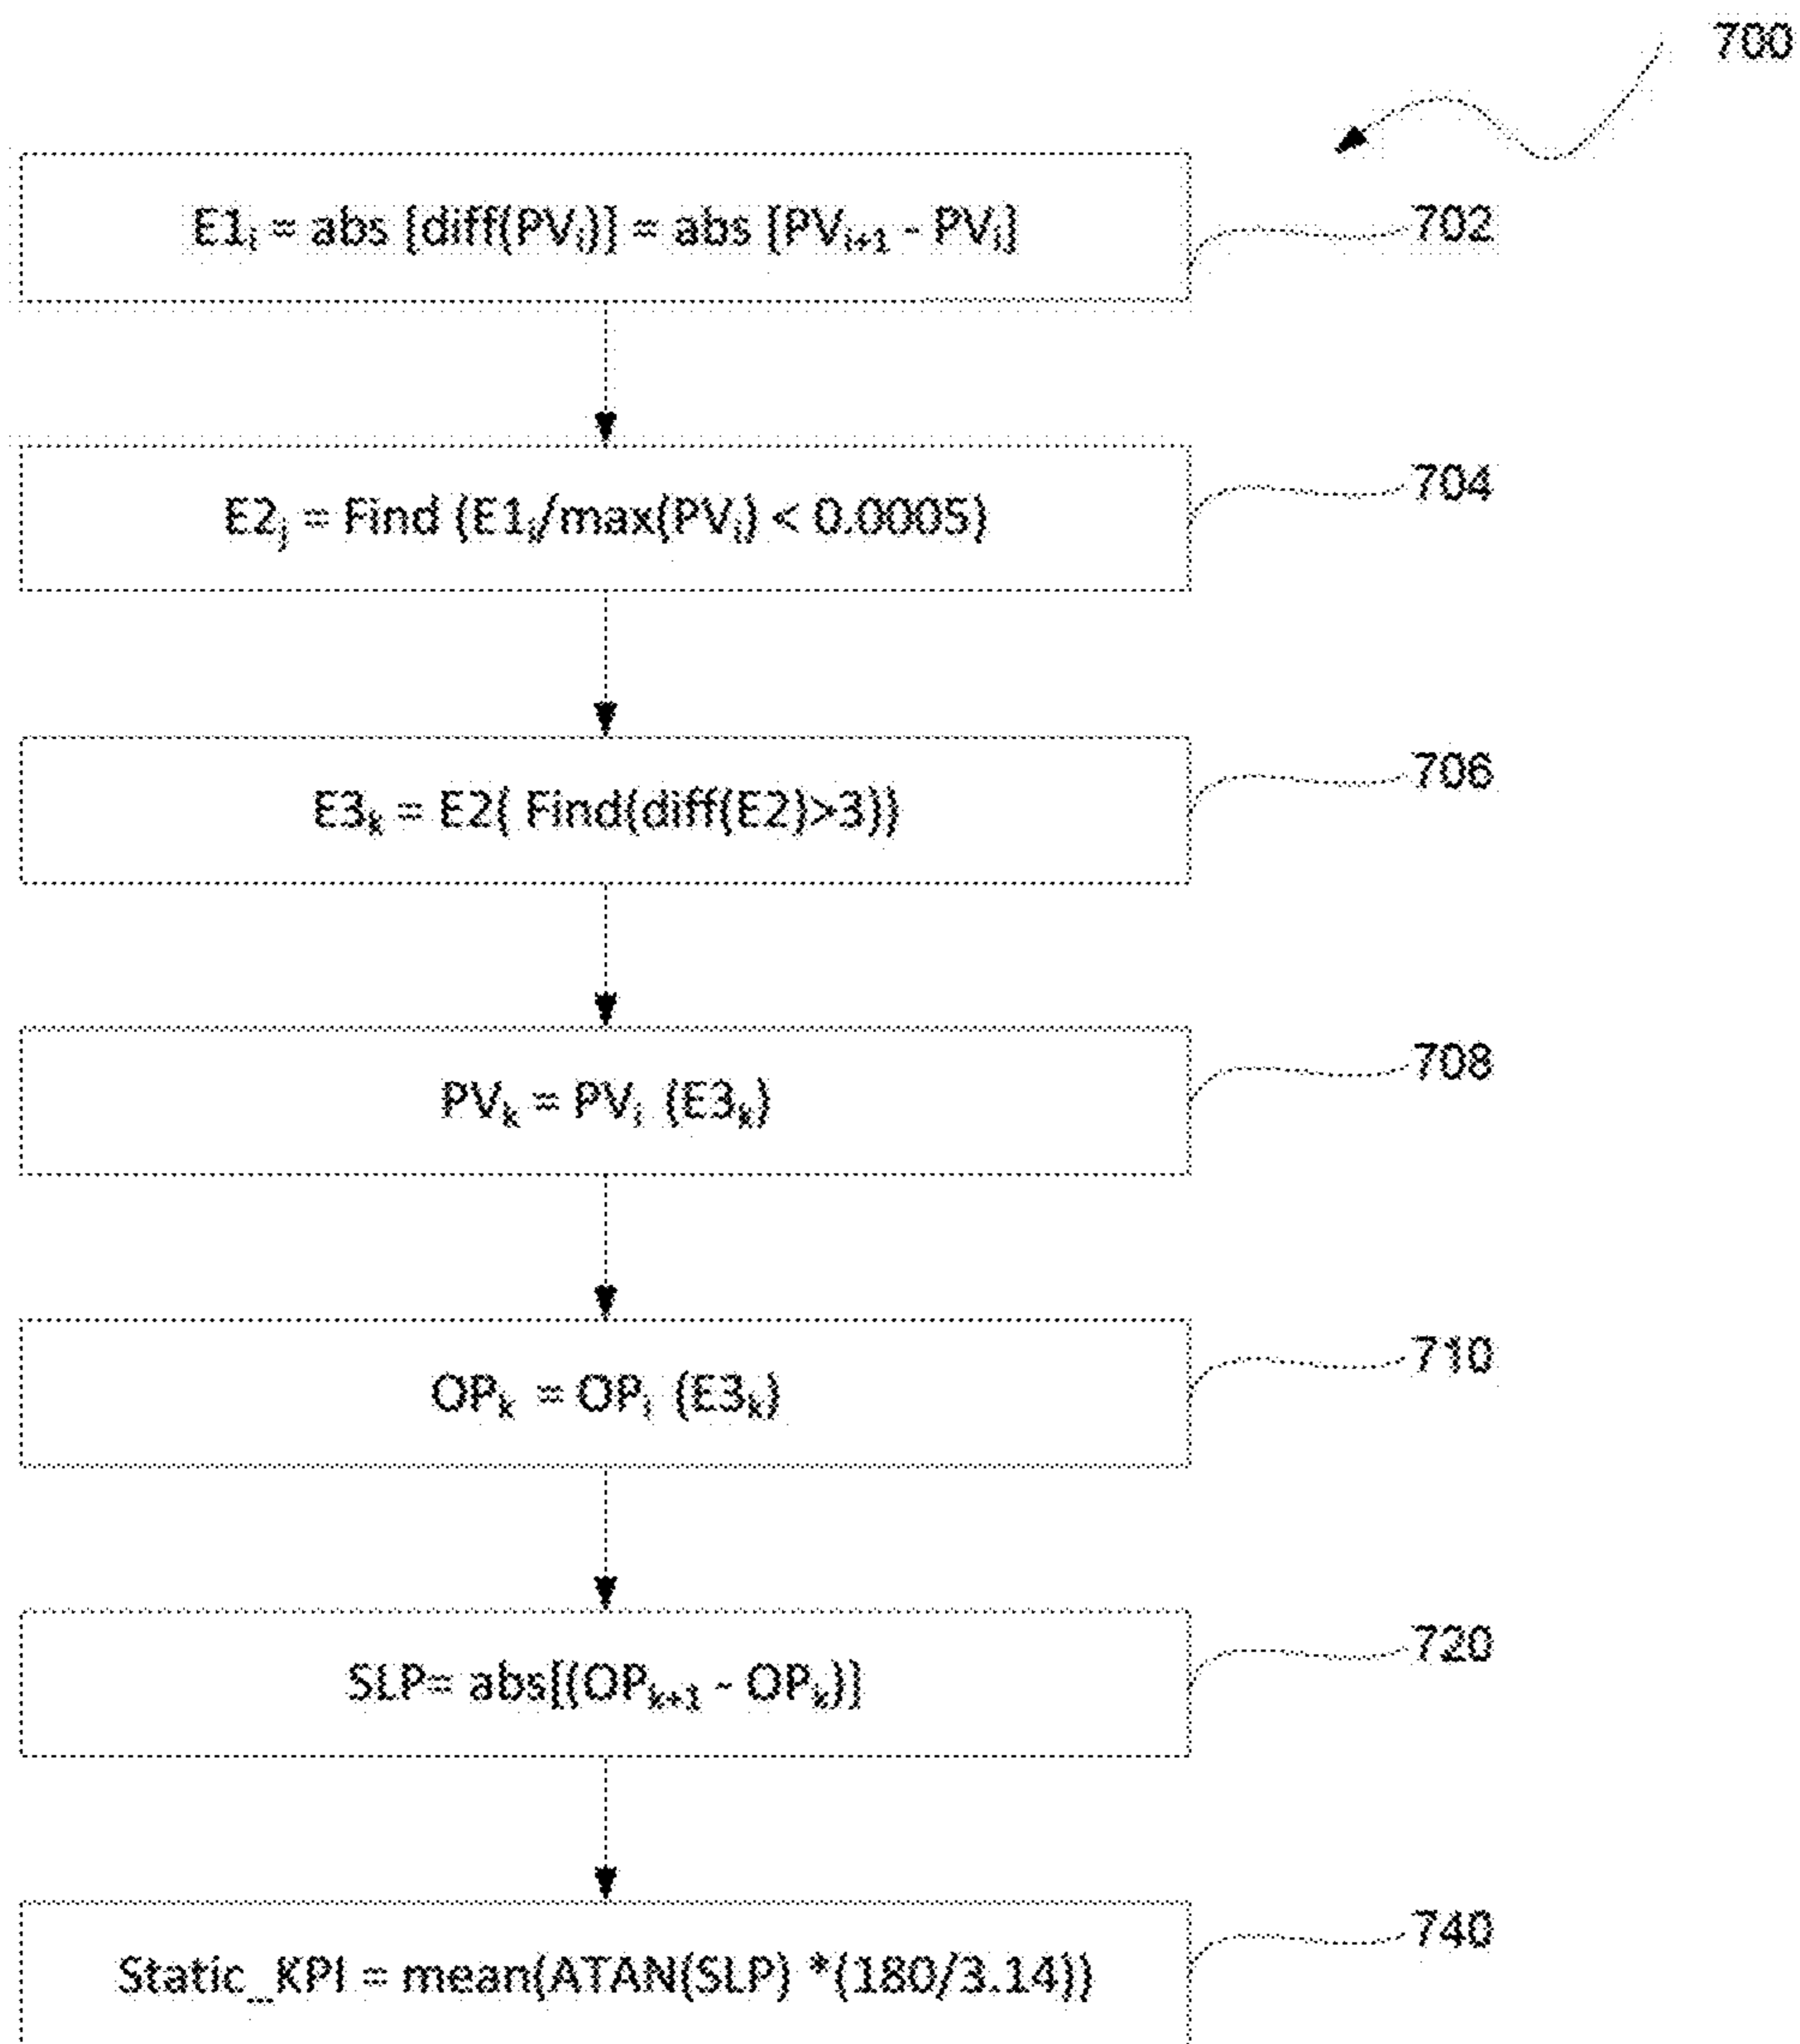 700
E1ᵢ = abs [diff(PVᵢ)] = abs [PVᵢ₊₁ - PVᵢ]
702
E2ⱼ = Find (E1ᵢ/max(PVᵢ) < 0.0005)
704
E3ₖ = E2( Find(diff(E2)>3))
706
PVₖ = PVᵢ (E3ₖ)
708
OPₖ = OPᵢ (E3ₖ)
710
SLP= abs[(OPₖ₊₁ - OPₖ)]
720
Static_KPI = mean(ATAN(SLP) *(180/3.14))
740